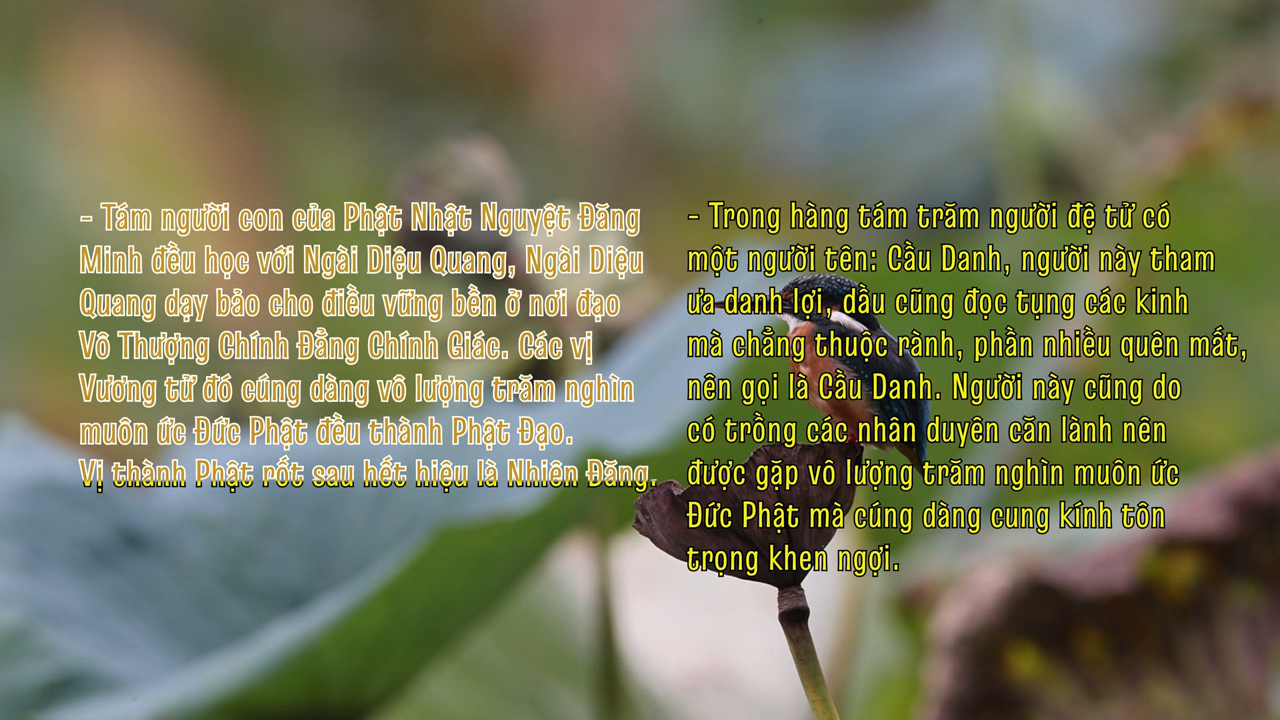 - Tám người con của Phật Nhật Nguyệt Đăng
Minh đều học với Ngài Diệu Quang, Ngài Diệu
Quang dạy bảo cho điều vững bền ở nơi đạo
Vô Thượng Chính Đẳng Chính Giác. Các vị
Vương tử đó cúng dàng vô lượng trăm nghìn
muôn ức Đức Phật đều thành Phật Đạo.
Vị thành Phật rốt sau hết hiệu là Nhiên Đăng.
- Trong hàng tám trăm người đệ tử có
một người tên: Cầu Danh, người này tham
ưa danh lợi, dầu cũng đọc tụng các kinh
mà chẳng thuộc rành, phần nhiều quên mất,
nên gọi là Cầu Danh. Người này cũng do
có trồng các nhân duyên căn lành nên
được gặp vô lượng trăm nghìn muôn ức
Đức Phật mà cúng dàng cung kính tôn
trọng khen ngợi.